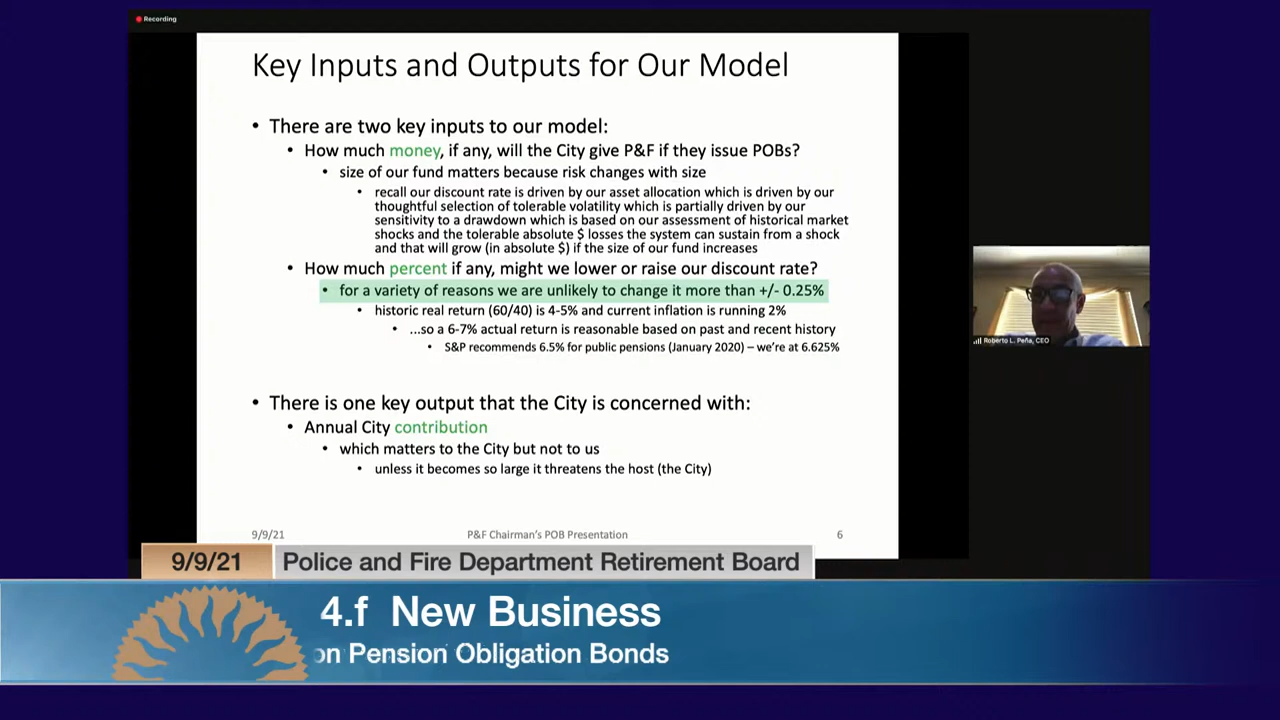 Recording
Key Inputs and Outputs for Our Model
• There are two key inputs to our model:
• How much money, if any, will the City give P&F if they issue POBs?
• size of our fund matters because risk changes with size
• recall our discount rate is driven by our asset allocation which is driven by our
thoughtful selection of tolerable volatility which is partially driven by our
sensitivity to a drawdown which is based on our assessment of historical market
shocks and the tolerable absolute $ losses the system can sustain from a shock
and that will grow (in absolute $) if the size of our fund increases
• How much percent if any, might we lower or raise our discount rate?
• for a variety of reasons we are unlikely to change it more than +/- 0.25%
• historic real return (60/40) is 4-5% and current inflation is running 2%
• ...so a 6-7% actual return is reasonable based on past and recent history
• S&P recommends 6.5% for public pensions (January 2020) – we're at 6.625%
• There is one key output that the City is concerned with:
• Annual City contribution
• which matters to the City but not to us
• unless it becomes so large it threatens the host (the City)
9/9/21 P&F Chairman's POB Presentation 6
Roberto L. Peña, CEO
9/9/21 Police and Fire Department Retirement Board
4.f New Business
on Pension Obligation Bonds